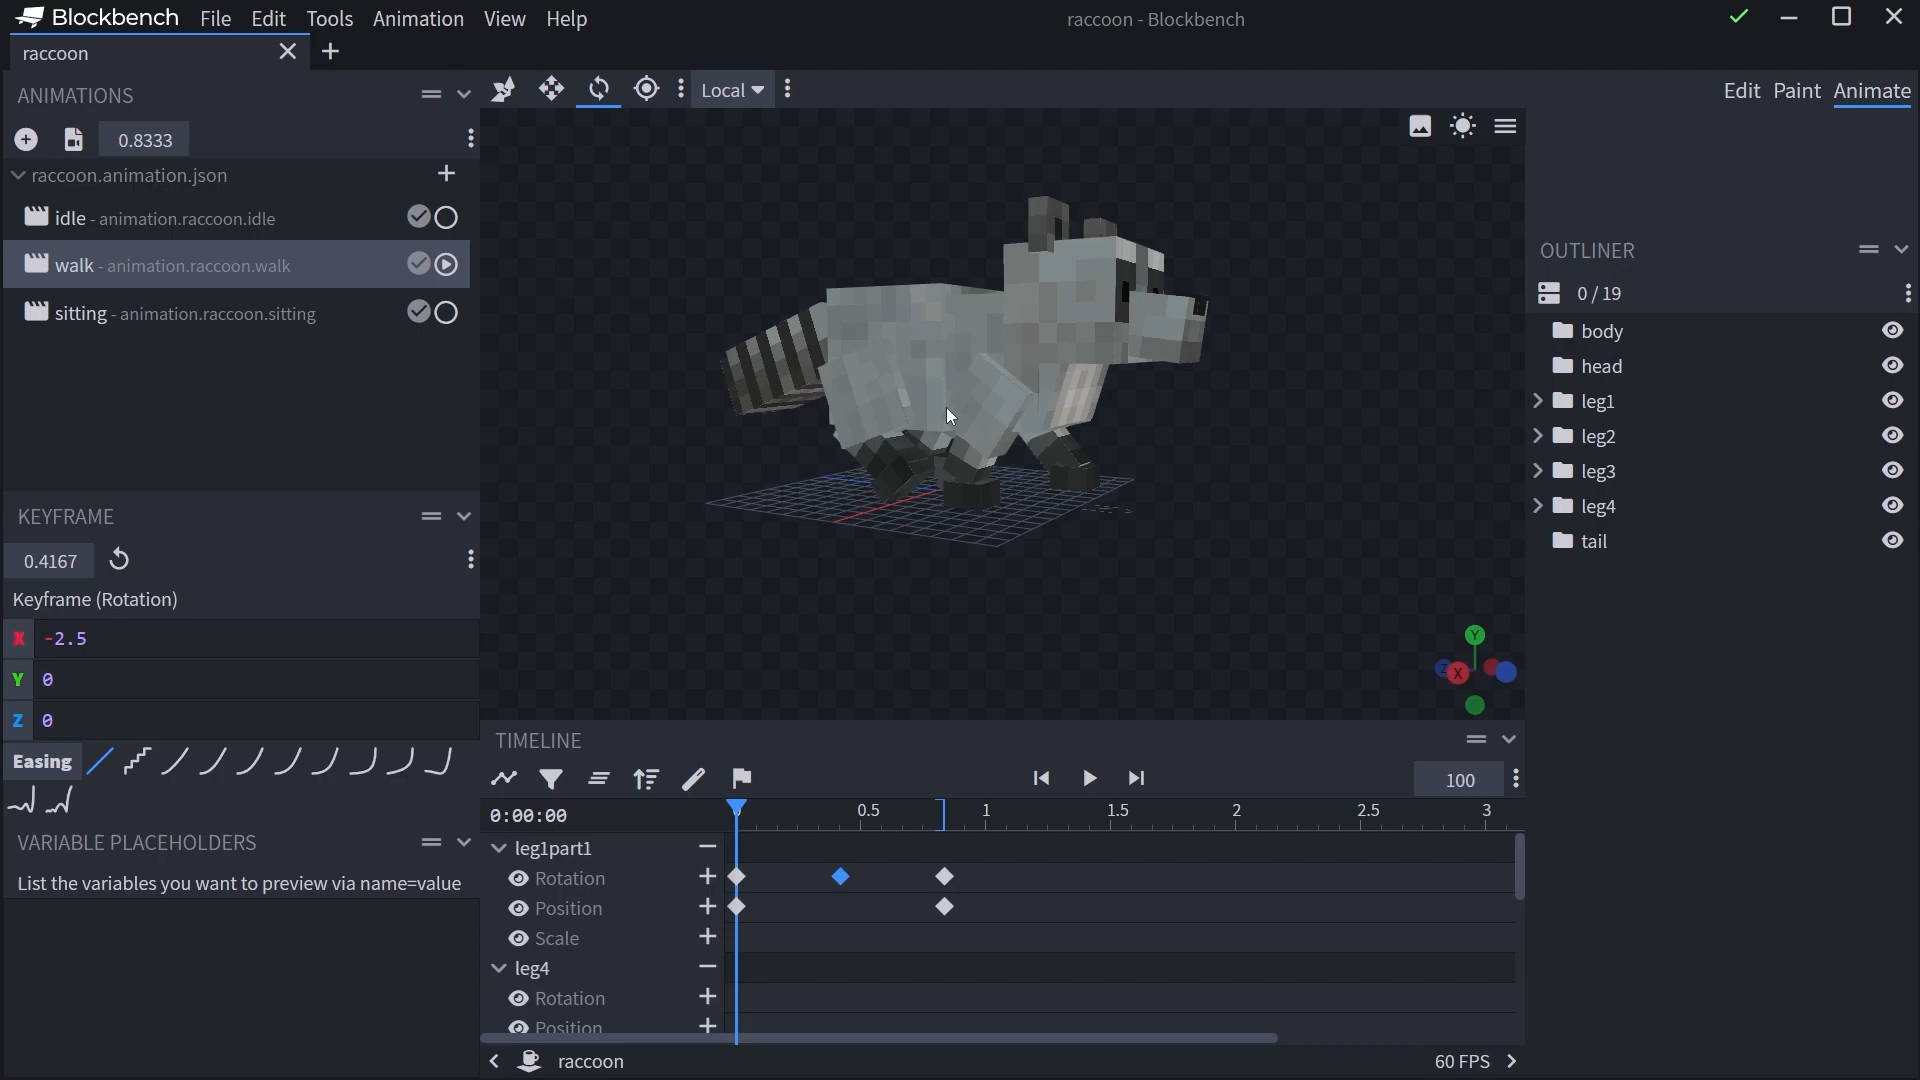 Blockbench File Edit Tools Animation View Help raccoon - Blockbench
raccoon
ANIMATIONS
Local
Edit Paint Animate
0.8333
raccoon.animation.json
idle - animation.raccoon.idle
walk - animation.raccoon.walk
sitting - animation.raccoon.sitting
OUTLINER
0 / 19
body
head
leg1
leg2
leg3
leg4
tail
KEYFRAME
0.4167
Keyframe (Rotation)
X -2.5
Y 0
Z 0
Easing
VARIABLE PLACEHOLDERS
List the variables you want to preview via name=value
Y
Z X
TIMELINE
100
0:00:00 0.5 1 1.5 2 2.5 3
leg1part1
Rotation
Position
Scale
leg4
Rotation
Position
raccoon 60 FPS